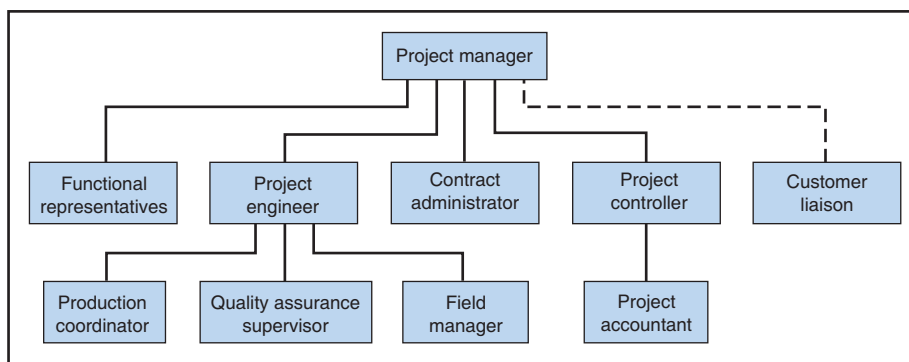 Project manager
Functional
representatives
Project
engineer
Contract
administrator
Project
controller
Customer
liaison
Production
coordinator
Quality assurance
supervisor
Field
manager
Project
accountant